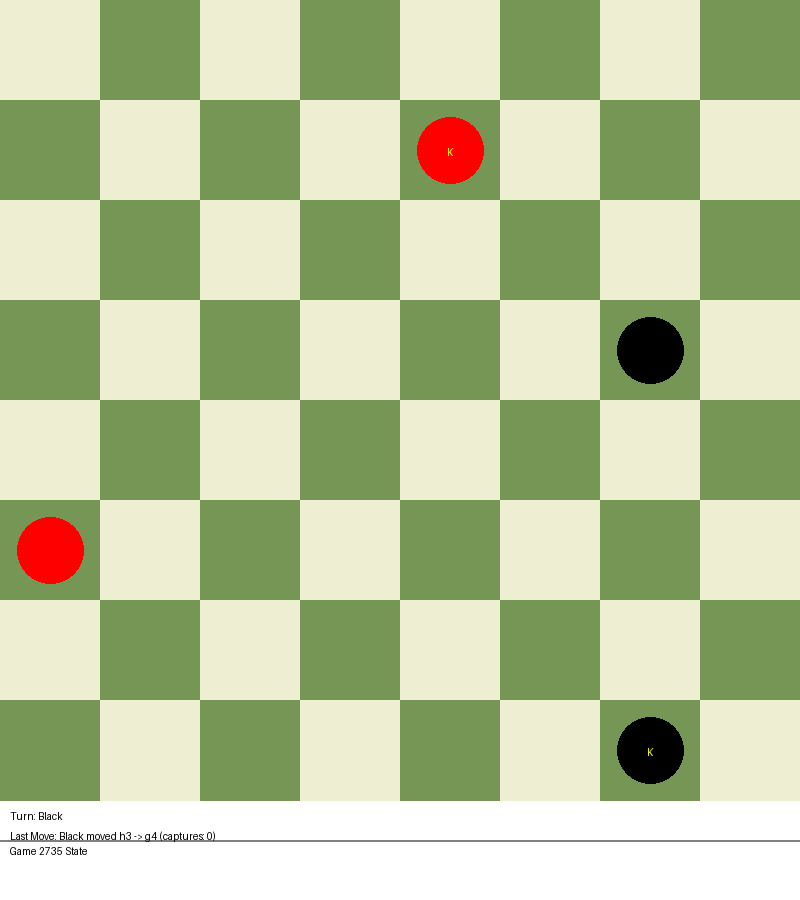 K
K
Turn: Black
Last Move: Black moved h3 -> g4 (captures: 0)
Game 2735 State